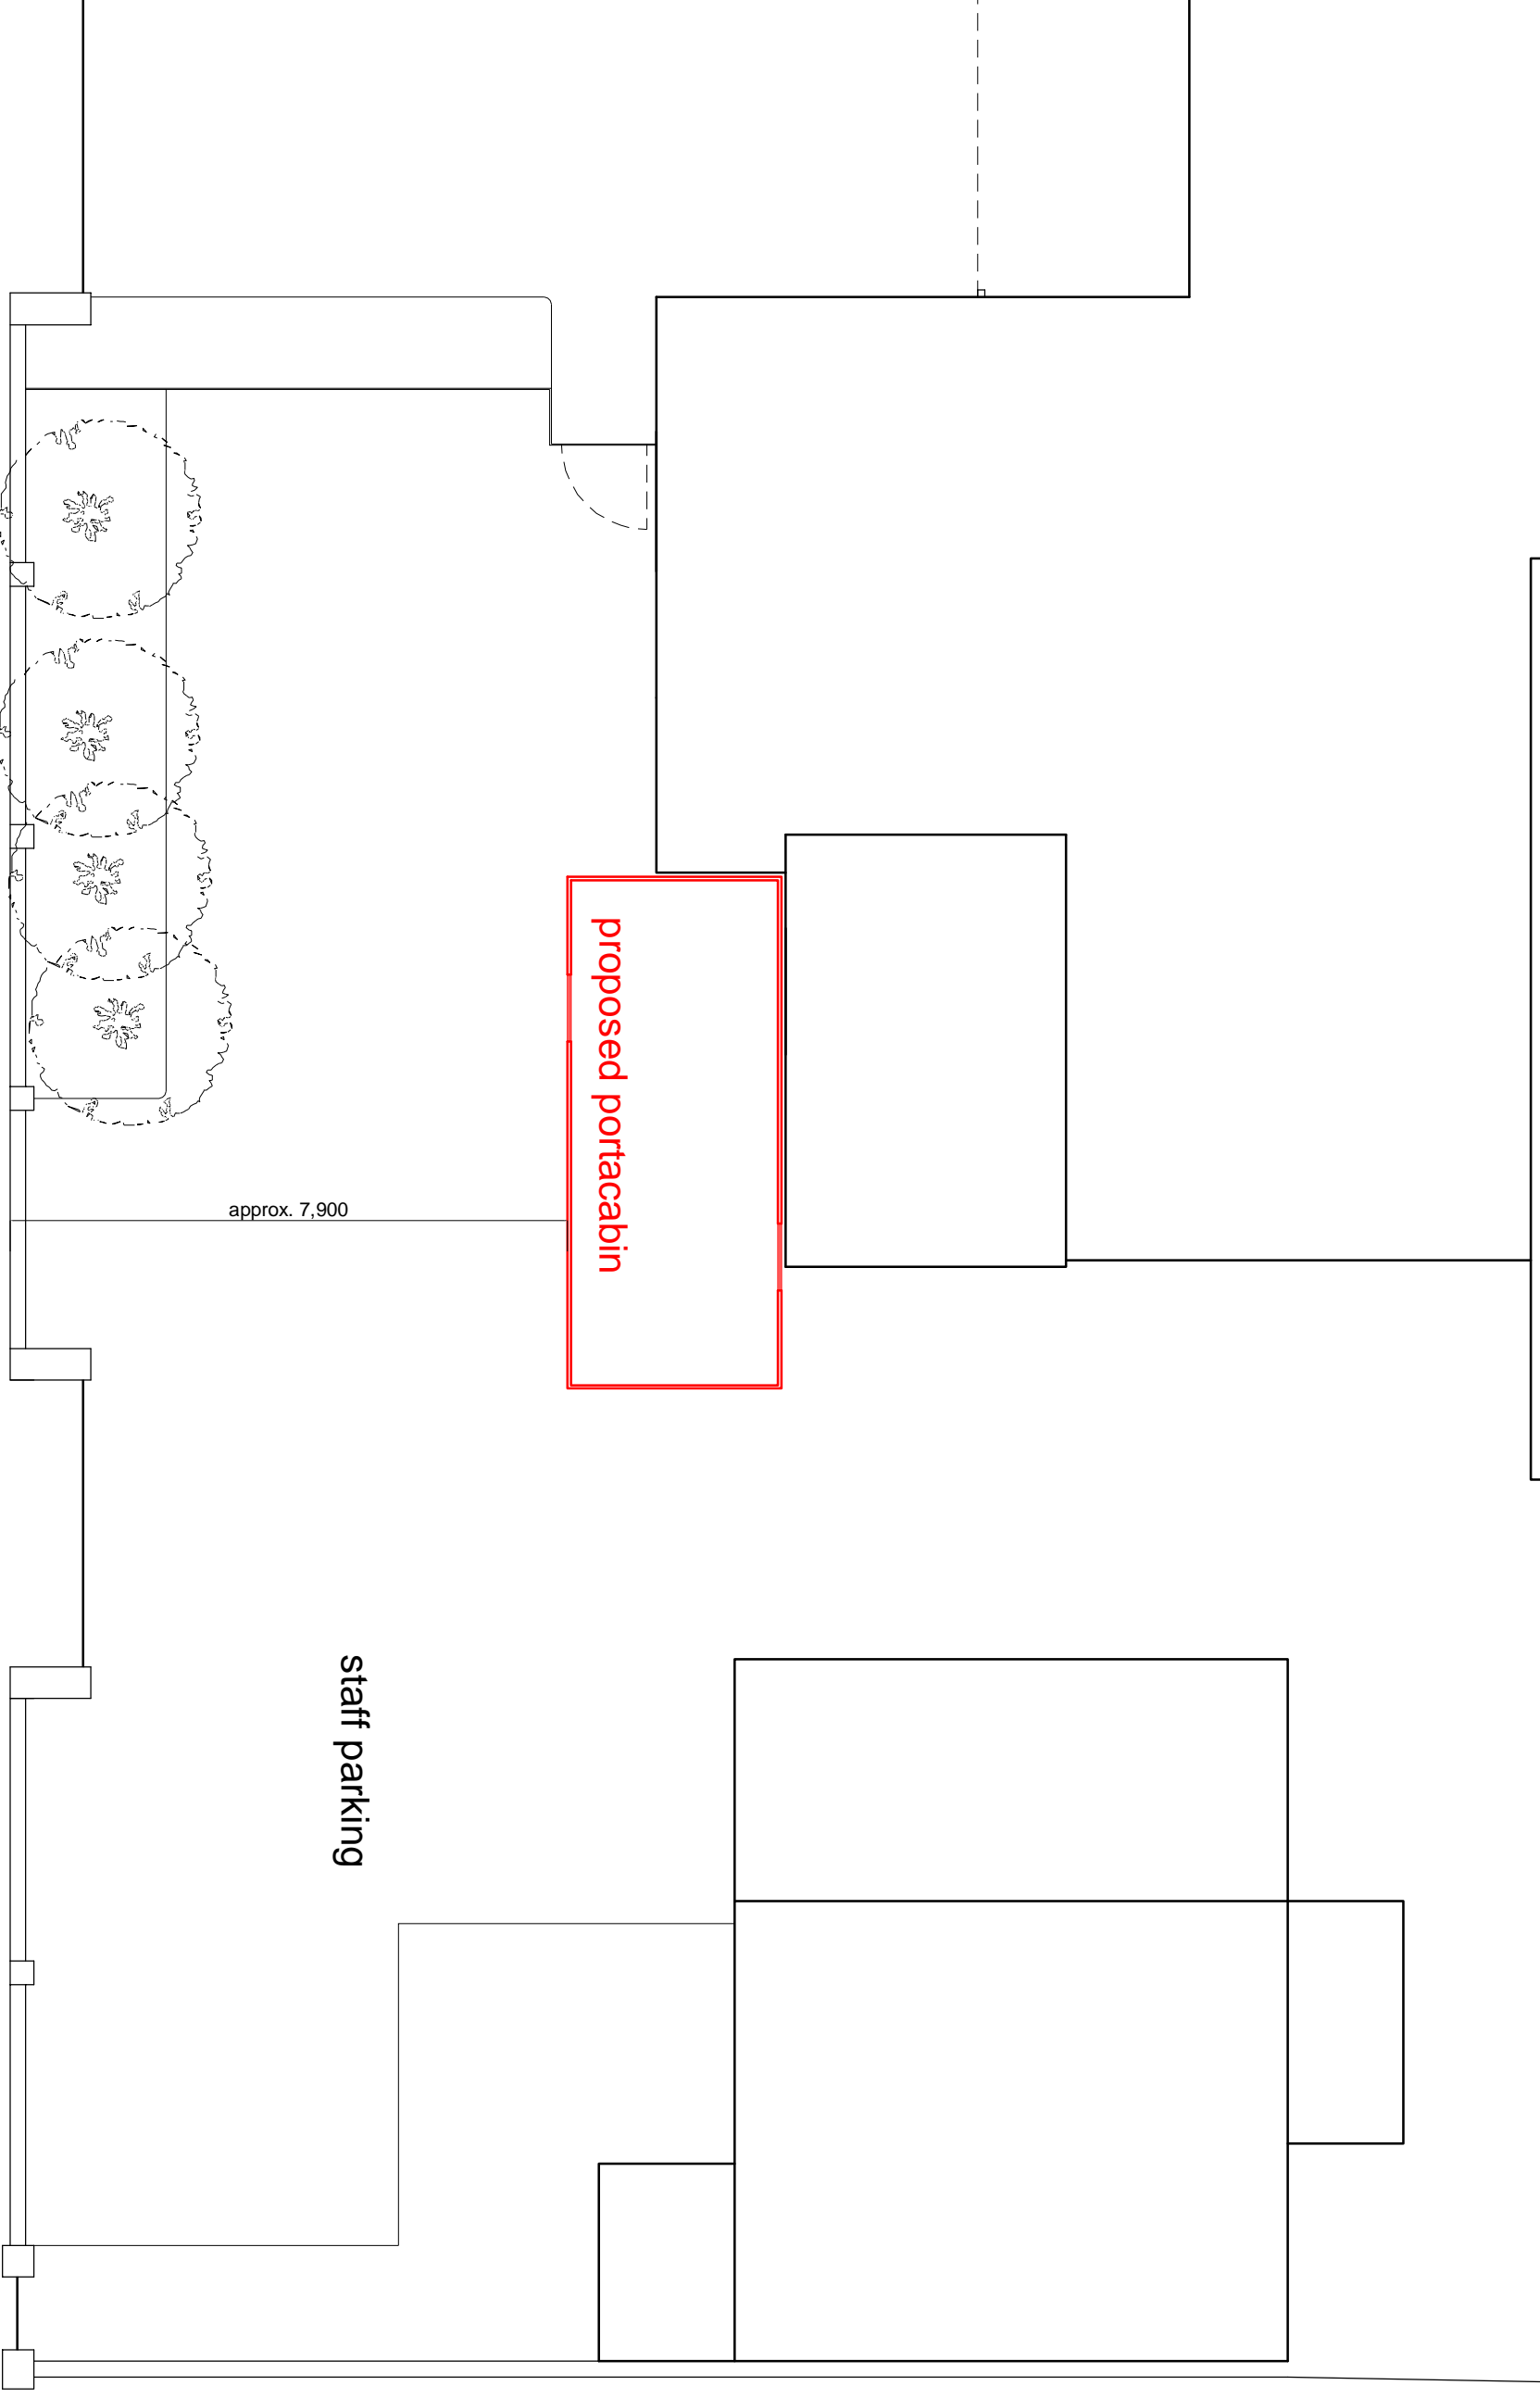 proposed portacabin
approx. 7,900
staff parking